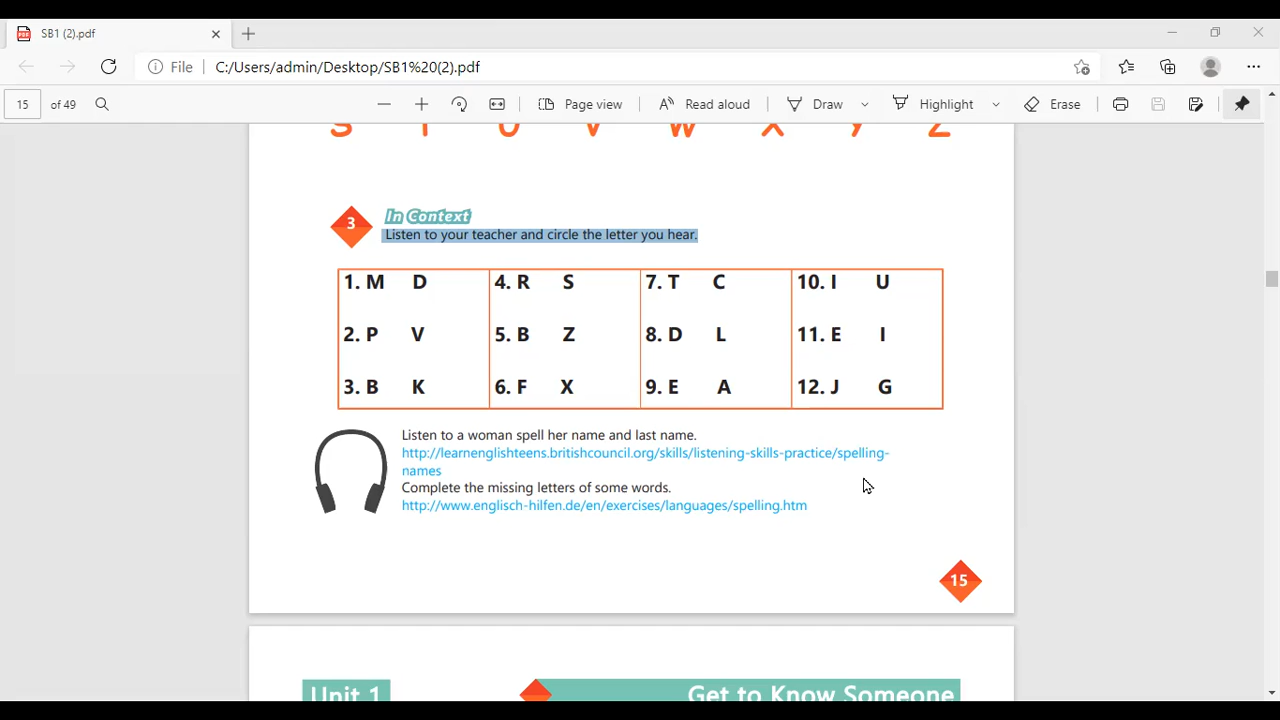 SB1 (2).pdf
File C:/Users/admin/Desktop/SB1%20(2).pdf
15 of 49 Page view Read aloud Draw Highlight Erase
S T U V W X Y Z
3 In Context
Listen to your teacher and circle the letter you hear.
1. M D 4. R S 7. T C 10. I U
2. P V 5. B Z 8. D L 11. E I
3. B K 6. F X 9. E A 12. J G
Listen to a woman spell her name and last name.
http://learnenglishteens.britishcouncil.org/skills/listening-skills-practice/spelling-
names
Complete the missing letters of some words.
http://www.englisch-hilfen.de/en/exercises/languages/spelling.htm
15
Unit 1 Get to Know Someone